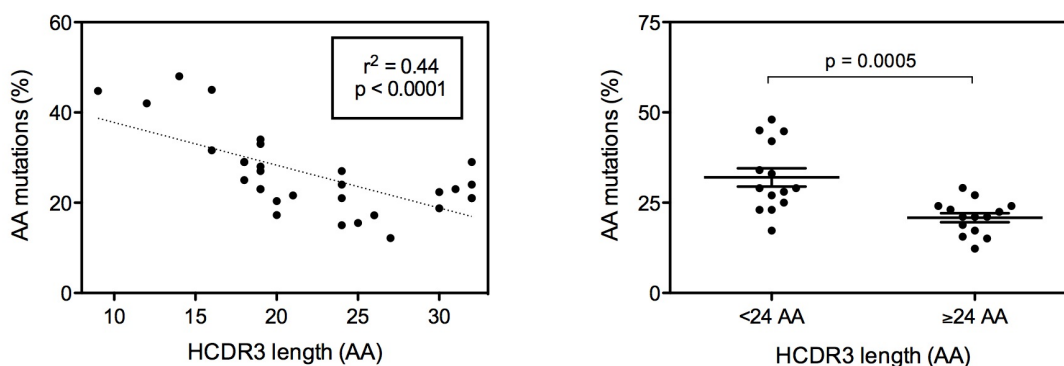 60
40
20
0
AA mutations (%)
r² = 0.44
p < 0.0001
10 15 20 25 30
HCDR3 length (AA)
75
50
25
0
AA mutations (%)
p = 0.0005
<24 AA ≥24 AA
HCDR3 length (AA)